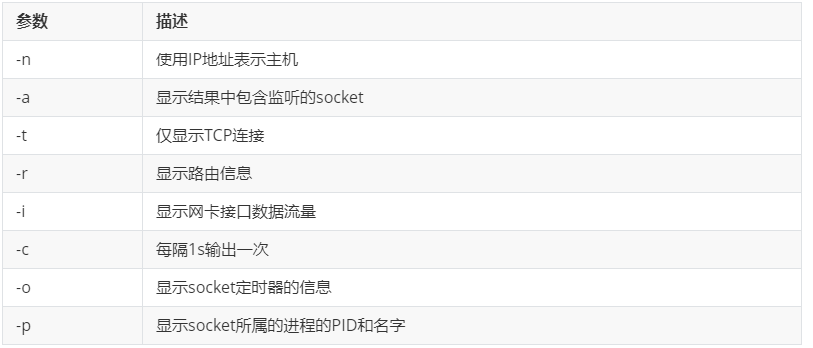 参数 描述
-n 使用IP地址表示主机
-a 显示结果中包含监听的socket
-t 仅显示TCP连接
-r 显示路由信息
-i 显示网卡接口数据流量
-c 每隔1s输出一次
-o 显示socket定时器的信息
-p 显示socket所属的进程的PID和名字